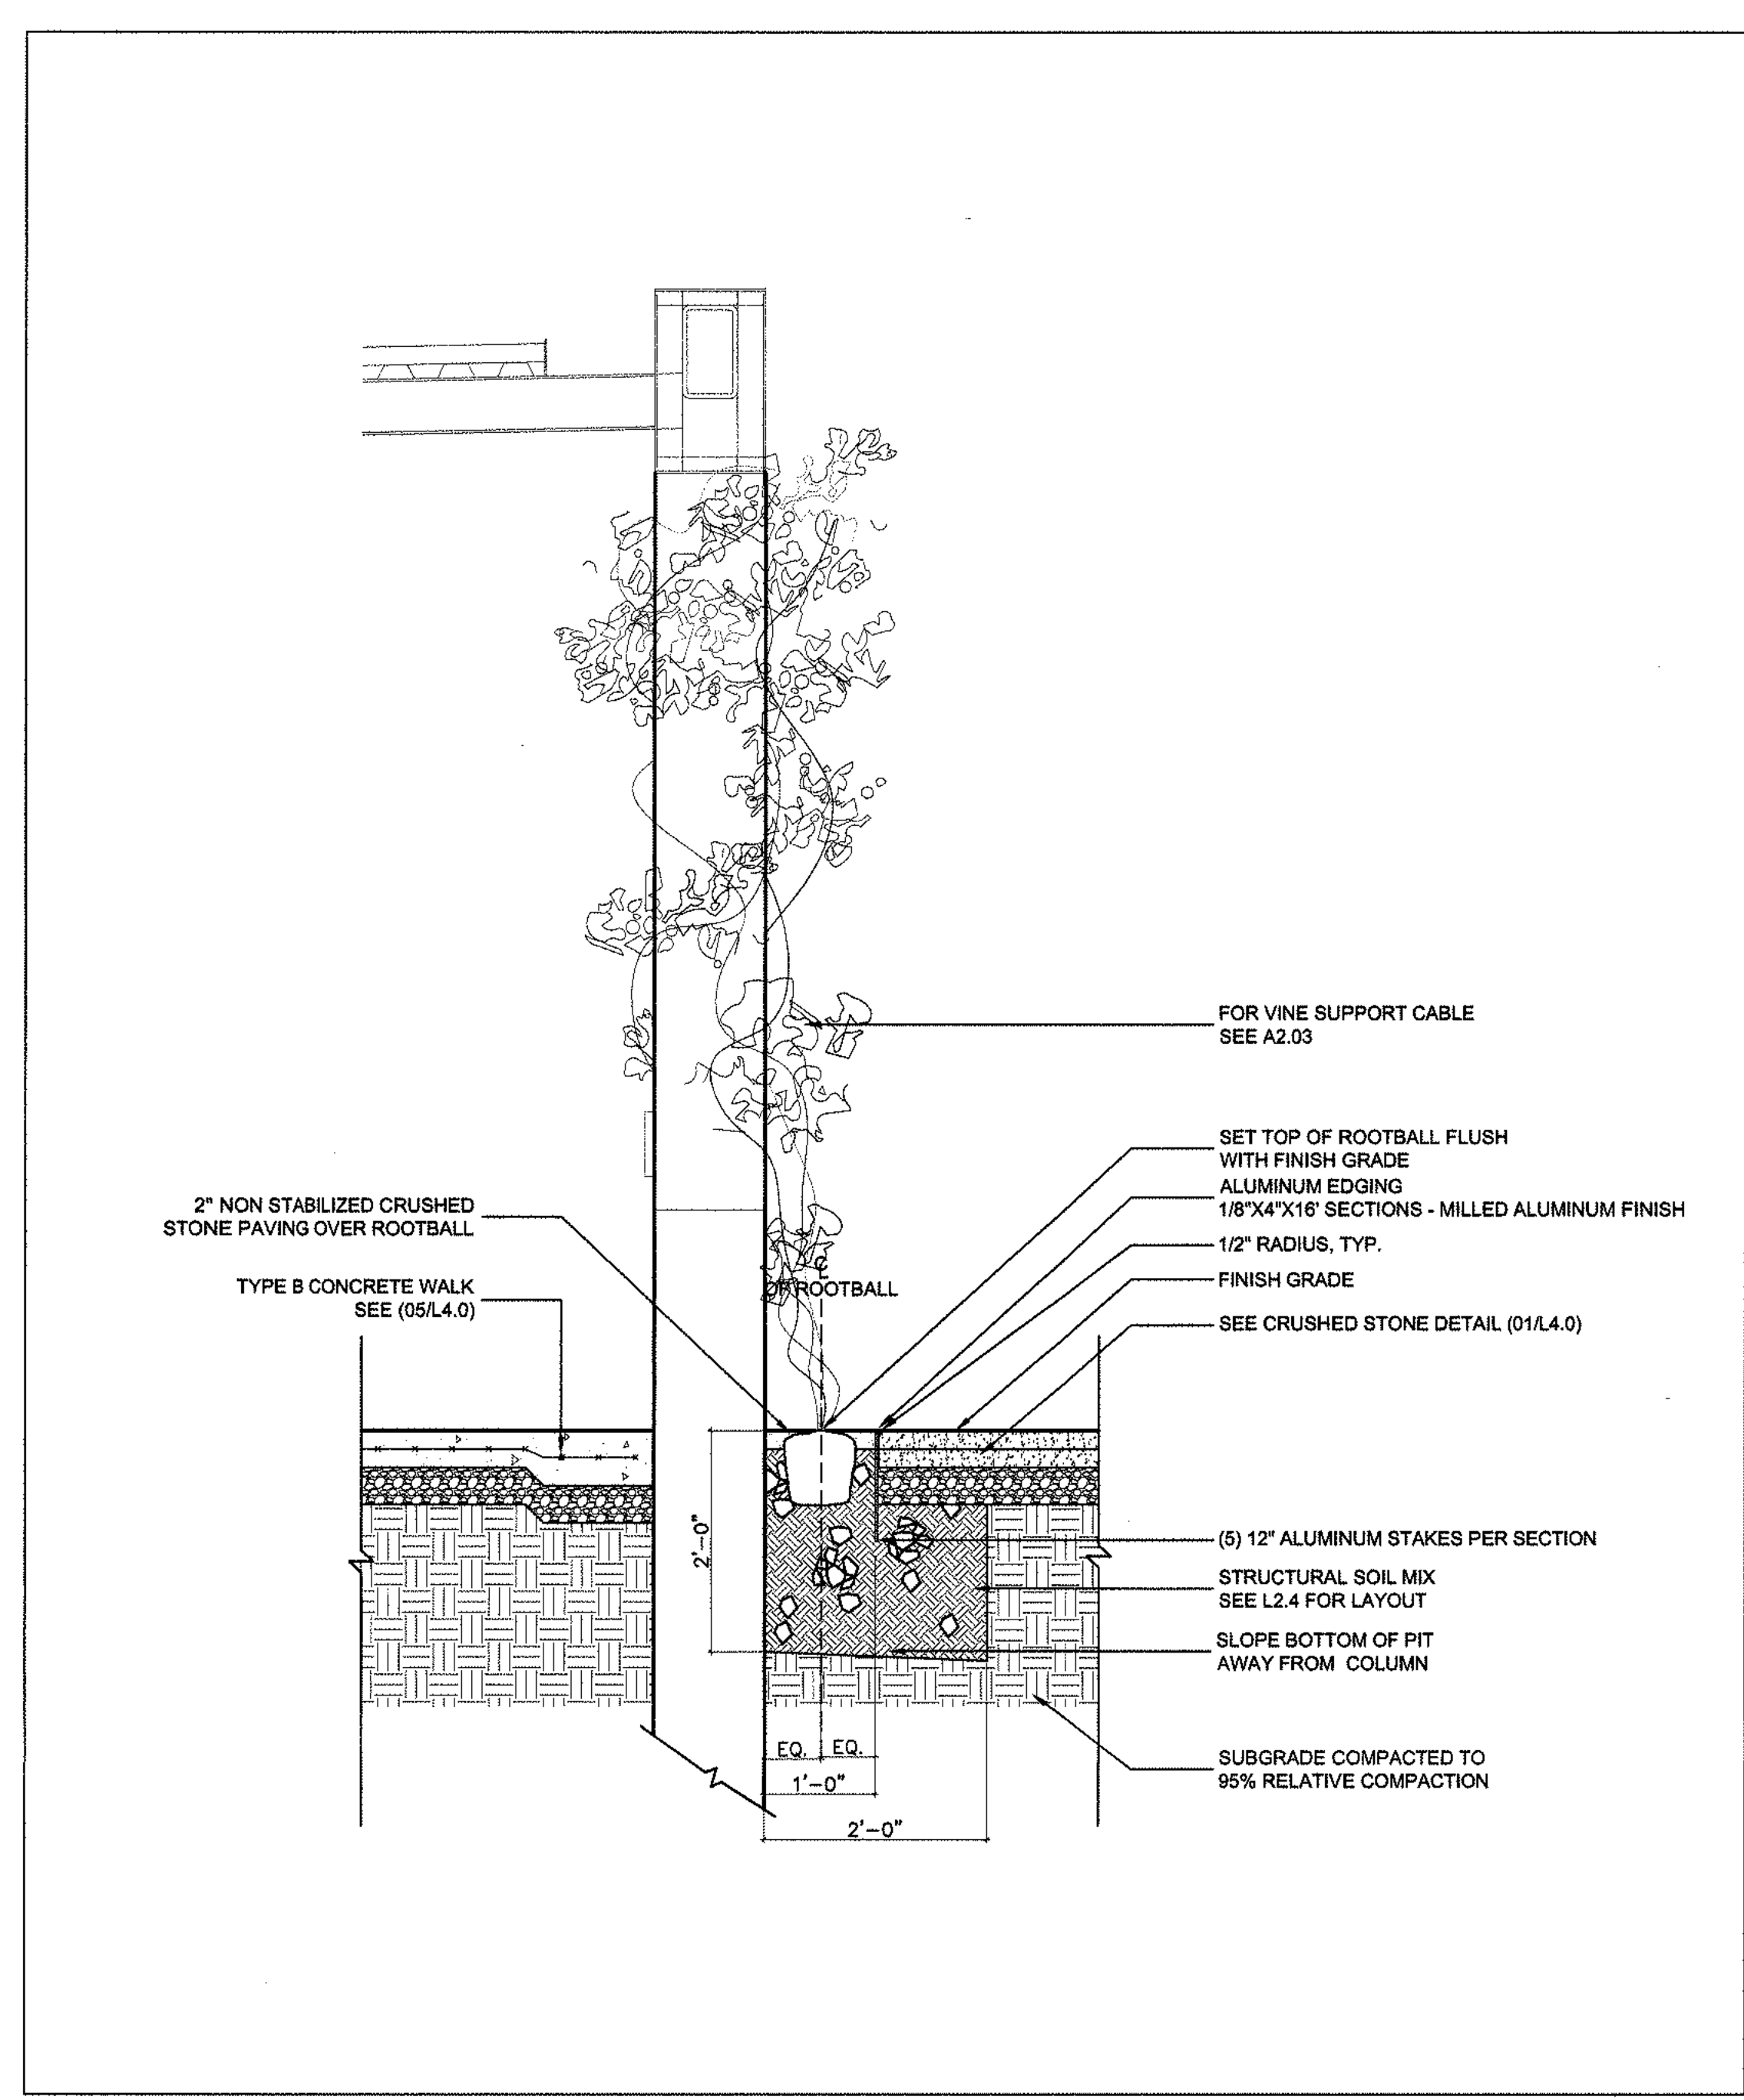 FOR VINE SUPPORT CABLE
SEE A2.03
SET TOP OF ROOTBALL FLUSH
WITH FINISH GRADE
ALUMINUM EDGING
1/8"X4"X16' SECTIONS - MILLED ALUMINUM FINISH
2" NON STABILIZED CRUSHED
STONE PAVING OVER ROOTBALL
1/2" RADIUS, TYP.
℄
OF ROOTBALL
FINISH GRADE
TYPE B CONCRETE WALK
SEE (05/L4.0)
SEE CRUSHED STONE DETAIL (01/L4.0)
2'-0"
(5) 12" ALUMINUM STAKES PER SECTION
STRUCTURAL SOIL MIX
SEE L2.4 FOR LAYOUT
SLOPE BOTTOM OF PIT
AWAY FROM COLUMN
EQ. EQ.
1'-0"
2'-0"
SUBGRADE COMPACTED TO
95% RELATIVE COMPACTION